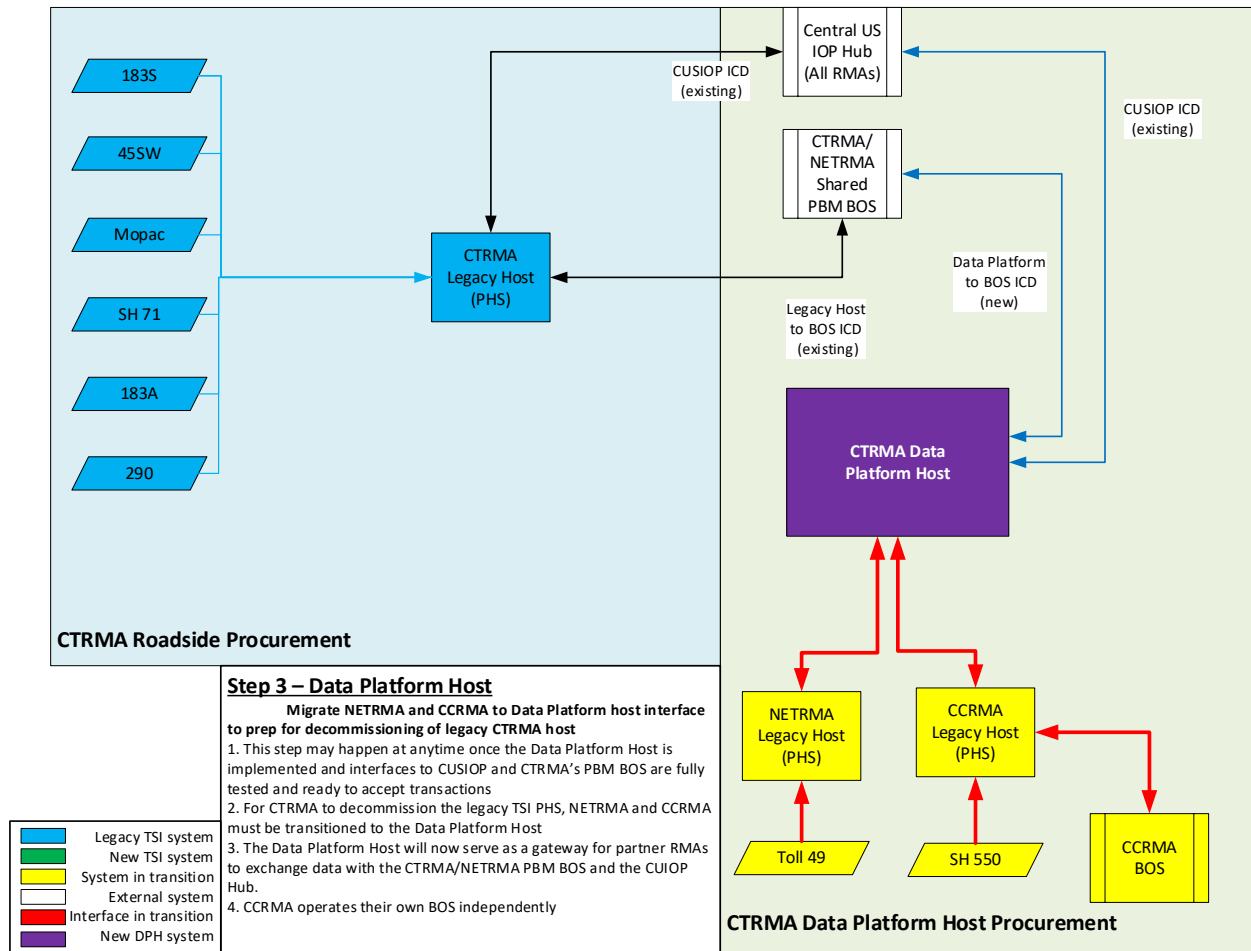 183S
45SW
Mopac
SH 71
183A
290
CTRMA
Legacy Host
(PHS)
CUSIOP ICD
(existing)
Central US
IOP Hub
(All RMAs)
CTRMA/
NETRMA
Shared
PBM BOS
CUSIOP ICD
(existing)
Data Platform
to BOS ICD
(new)
Legacy Host
to BOS ICD
(existing)
CTRMA Data
Platform Host
CTRMA Roadside Procurement
Step 3 – Data Platform Host
Migrate NETRMA and CCRMA to Data Platform host interface
to prep for decommissioning of legacy CTRMA host
1. This step may happen at anytime once the Data Platform Host is
implemented and interfaces to CUSIOP and CTRMA's PBM BOS are fully
tested and ready to accept transactions
2. For CTRMA to decommission the legacy TSI PHS, NETRMA and CCRMA
must be transitioned to the Data Platform Host
3. The Data Platform Host will now serve as a gateway for partner RMAs
to exchange data with the CTRMA/NETRMA PBM BOS and the CUIOP
Hub.
4. CCRMA operates their own BOS independently
NETRMA
Legacy Host
(PHS)
CCRMA
Legacy Host
(PHS)
Toll 49
SH 550
CCRMA
BOS
CTRMA Data Platform Host Procurement
Legacy TSI system
New TSI system
System in transition
External system
Interface in transition
New DPH system